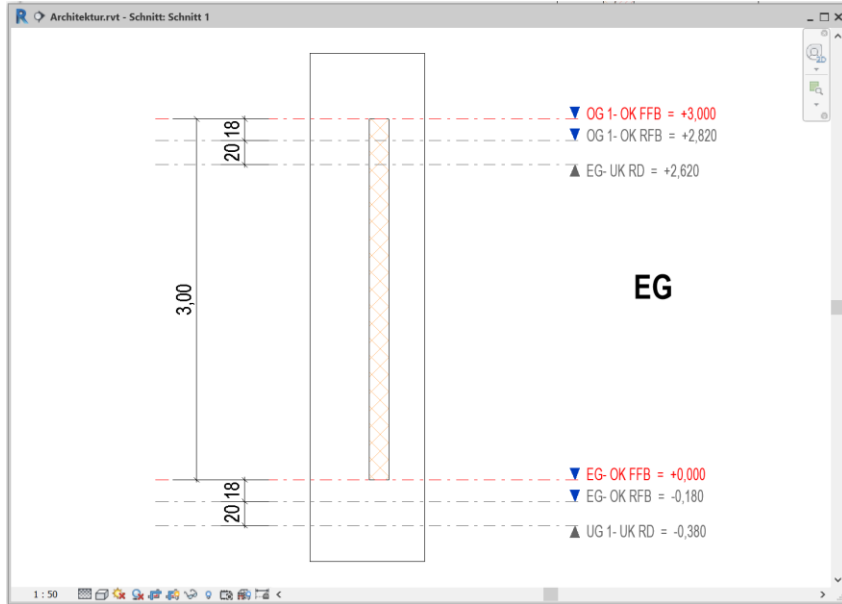 R Architektur.rvt - Schnitt: Schnitt 1
2D
OG 1- OK FFB = +3,000
18
OG 1- OK RFB = +2,820
20
EG- UK RD = +2,620
EG
3,00
EG- OK FFB = +0,000
18
EG- OK RFB = -0,180
20
UG 1- UK RD = -0,380
1 : 50